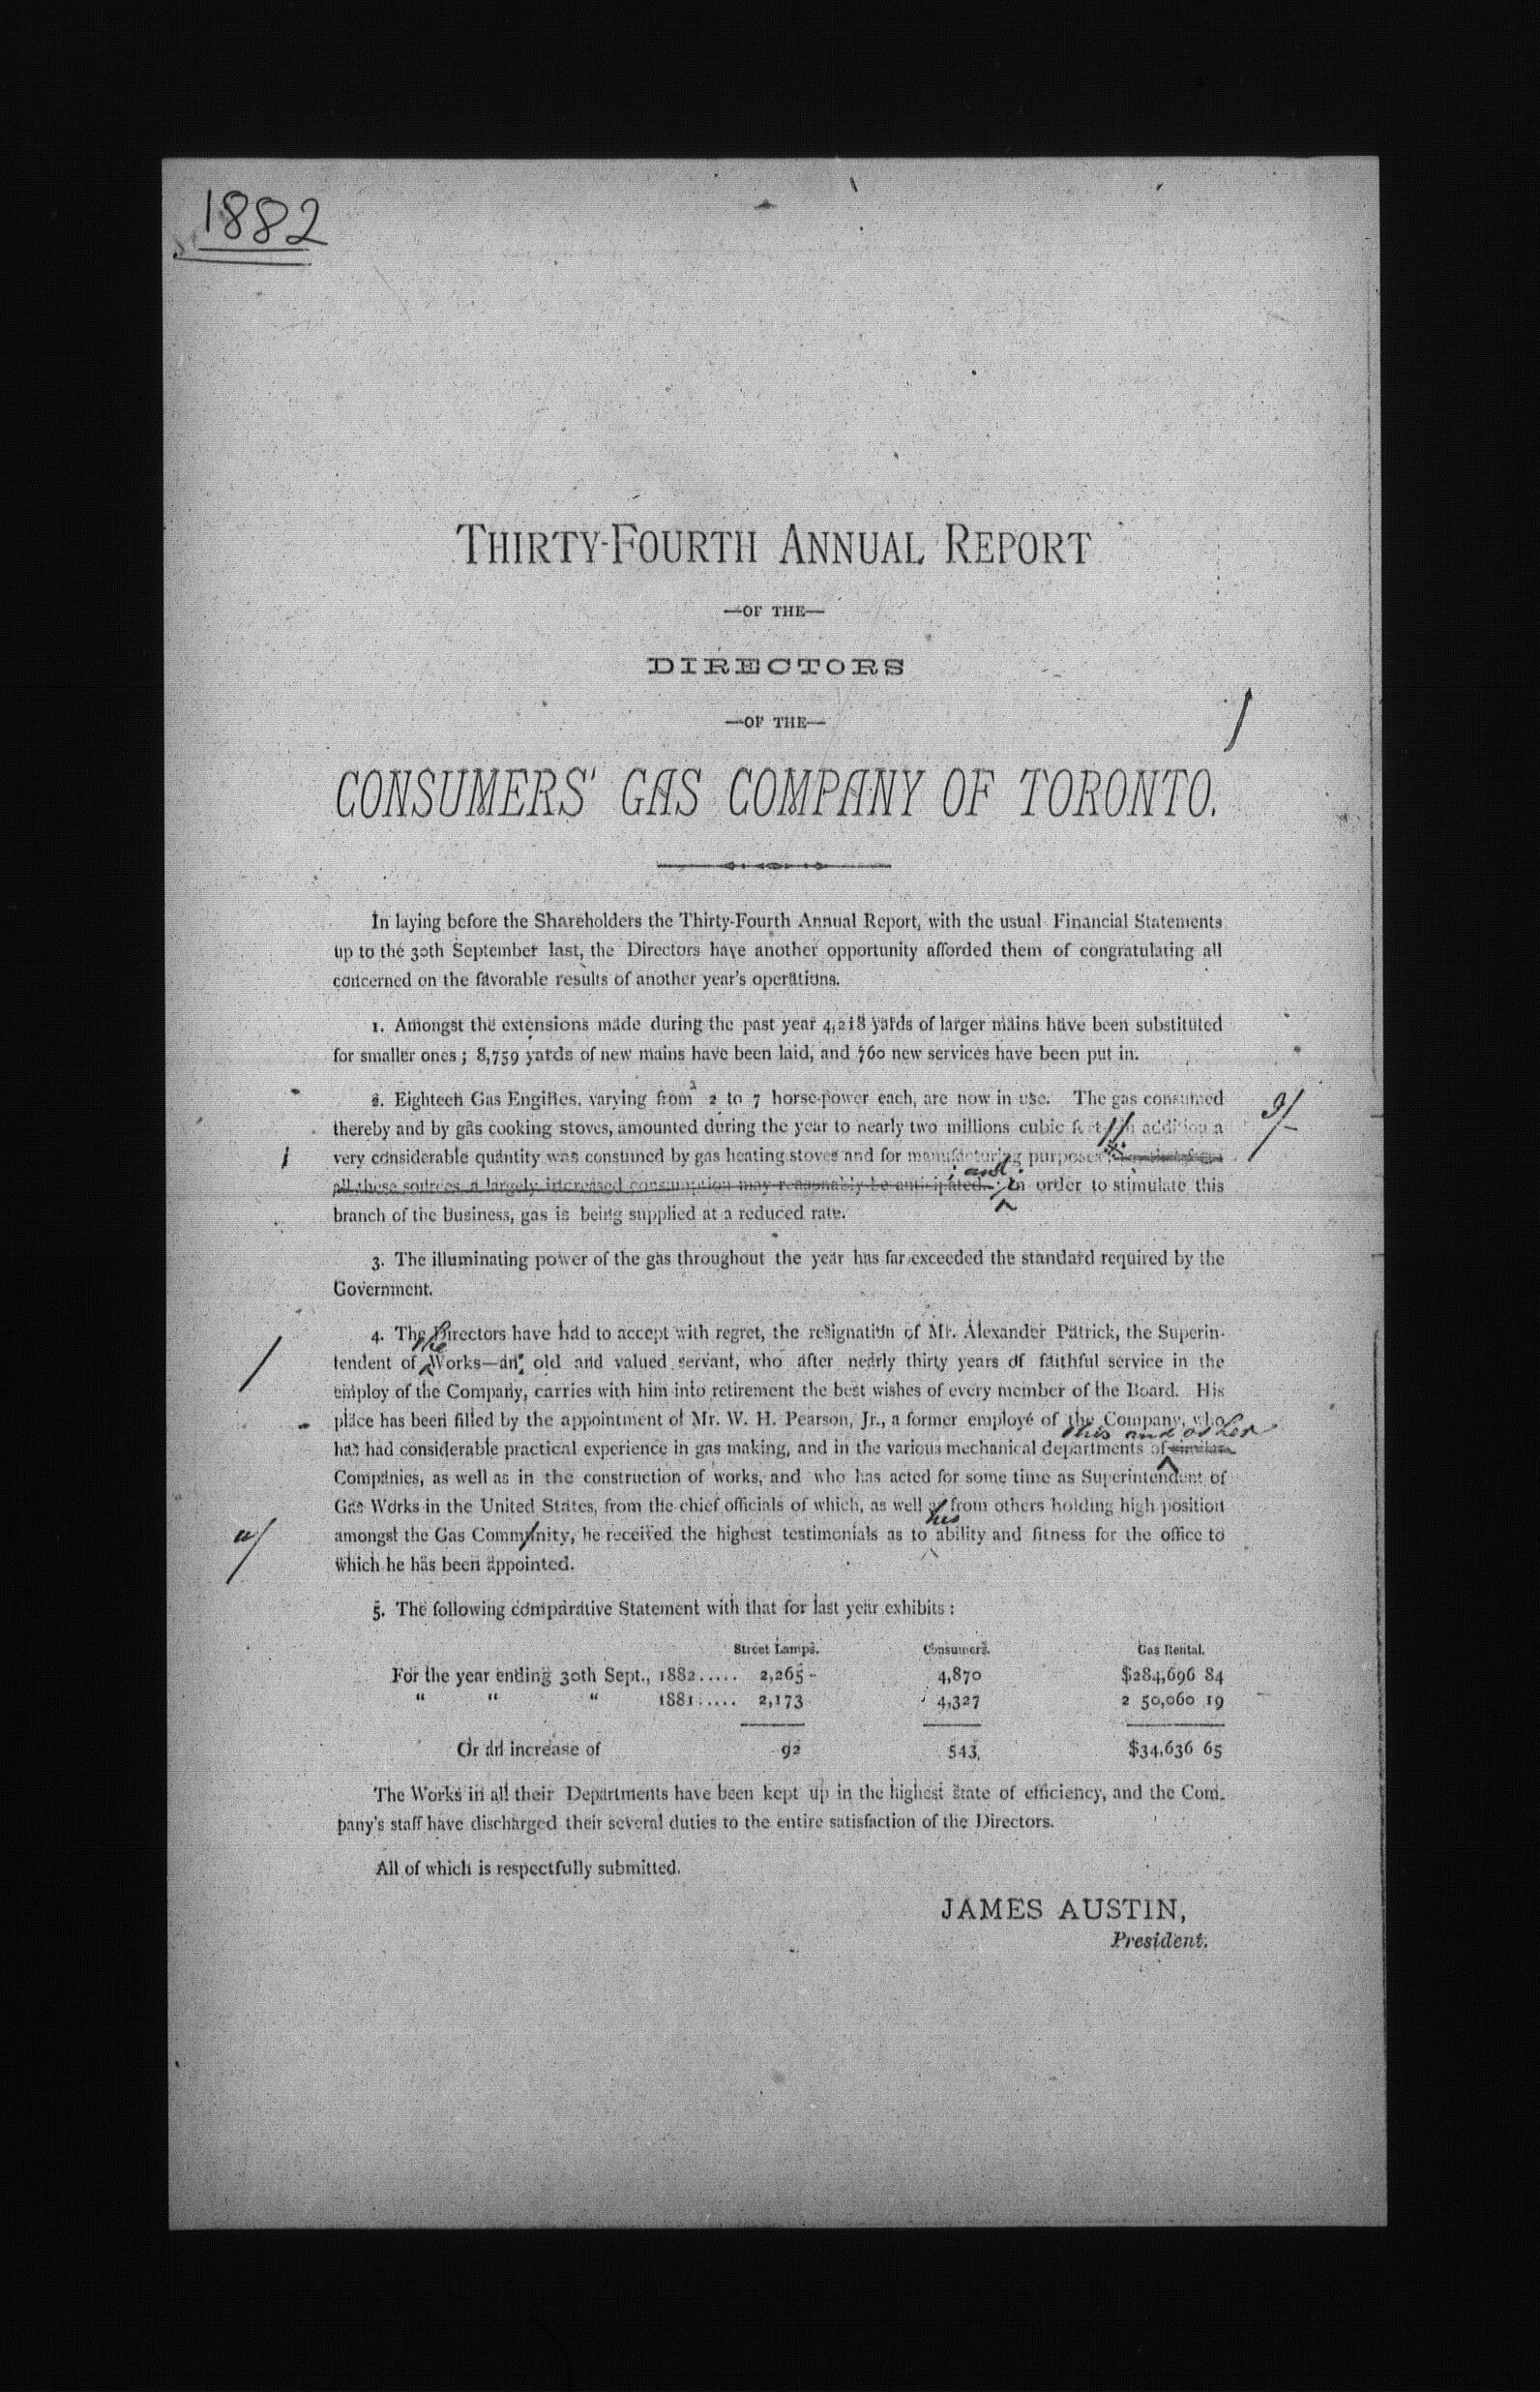 1882
THIRTY-FOURTH ANNUAL REPORT
—OF THE—
DIRECTORS
—OF THE—
CONSUMERS' GAS COMPANY OF TORONTO.
In laying before the Shareholders the Thirty-Fourth Annual Report, with the usual Financial Statements
up to the 30th September last, the Directors have another opportunity afforded them of congratulating all
concerned on the favorable results of another year's operations.
1. Amongst the extensions made during the past year 4,218 yards of larger mains have been substituted
for smaller ones ; 8,759 yards of new mains have been laid, and 760 new services have been put in.
2. Eighteen Gas Engines, varying from 2 to 7 horse-power each, are now in use. The gas consumed
thereby and by gas cooking stoves, amounted during the year to nearly two millions cubic feet in addition a
very considerable quantity was consumed by gas heating stoves and for manufacturing purposes
; and
all these sources a largely increased consumption may reasonably be anticipated. In order to stimulate this
branch of the business, gas is being supplied at a reduced rate.
3. The illuminating power of the gas throughout the year has far exceeded the standard required by the
Government.
4. The Directors have had to accept with regret, the resignation of Mr. Alexander Patrick, the Superin-
the
tendent of Works—an old and valued servant, who after nearly thirty years of faithful service in the
employ of the Company, carries with him into retirement the best wishes of every member of the Board. His
place has been filled by the appointment of Mr. W. H. Pearson, Jr., a former employé of the Company, who
this and other
has had considerable practical experience in gas making, and in the various mechanical departments of
Companies, as well as in the construction of works, and who has acted for some time as Superintendent of
Gas Works in the United States, from the chief officials of which, as well as from others holding high position
his
u/ amongst the Gas Community, he received the highest testimonials as to ability and fitness for the office to
which he has been appointed.
5. The following comparative Statement with that for last year exhibits :
Street Lamps. Consumers. Gas Rental.
For the year ending 30th Sept., 1882..... 2,265 4,870 $284,696 84
" " " 1881..... 2,173 4,327 2 50,060 19
Or an increase of 92 543 $34,636 65
The Works in all their Departments have been kept up in the highest state of efficiency, and the Com-
pany's staff have discharged their several duties to the entire satisfaction of the Directors.
All of which is respectfully submitted.
JAMES AUSTIN,
President.